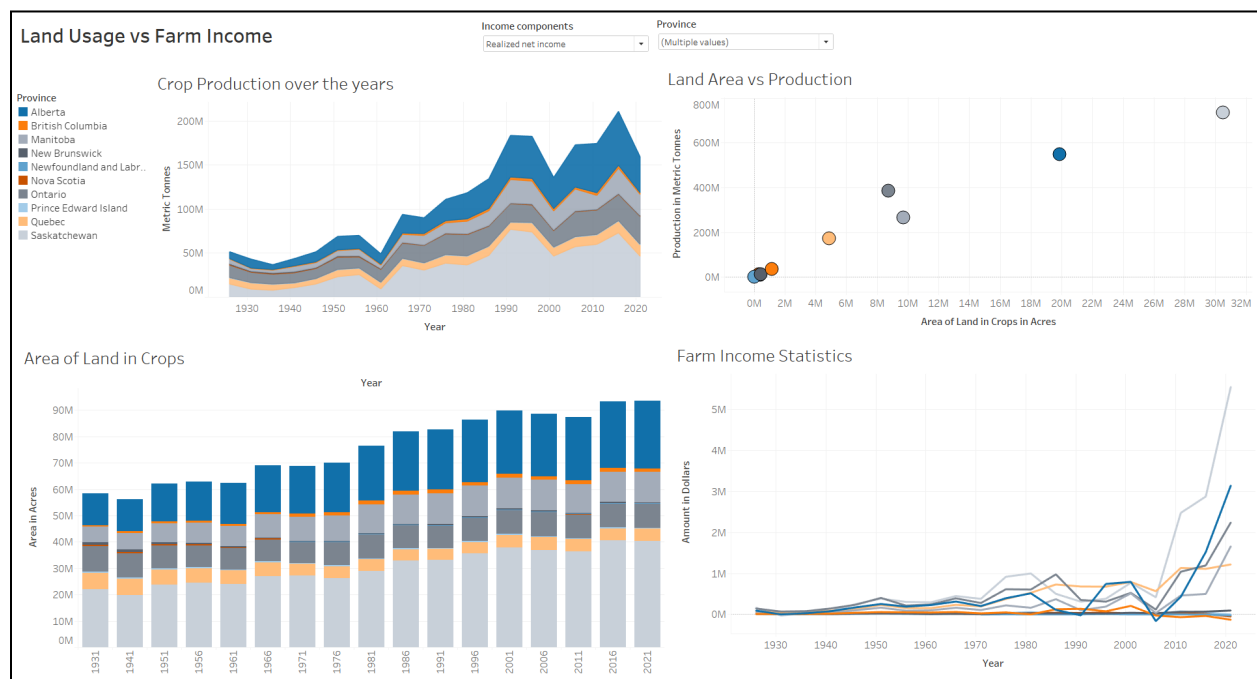 Land Usage vs Farm Income
Income components
Realized net income
Province
(Multiple values)
Province
Alberta
British Columbia
Manitoba
New Brunswick
Newfoundland and Labr..
Nova Scotia
Ontario
Prince Edward Island
Quebec
Saskatchewan
Crop Production over the years
Metric Tonnes
200M
150M
100M
50M
0M
1930 1940 1950 1960 1970 1980 1990 2000 2010 2020
Year
Land Area vs Production
Production in Metric Tonnes
800M
600M
400M
200M
0M
0M 2M 4M 6M 8M 10M 12M 14M 16M 18M 20M 22M 24M 26M 28M 30M 32M
Area of Land in Crops in Acres
Area of Land in Crops
Year
Area in Acres
90M
80M
70M
60M
50M
40M
30M
20M
10M
0M
1931 1941 1951 1956 1961 1966 1971 1976 1981 1986 1991 1996 2001 2006 2011 2016 2021
Farm Income Statistics
Amount in Dollars
5M
4M
3M
2M
1M
0M
1930 1940 1950 1960 1970 1980 1990 2000 2010 2020
Year